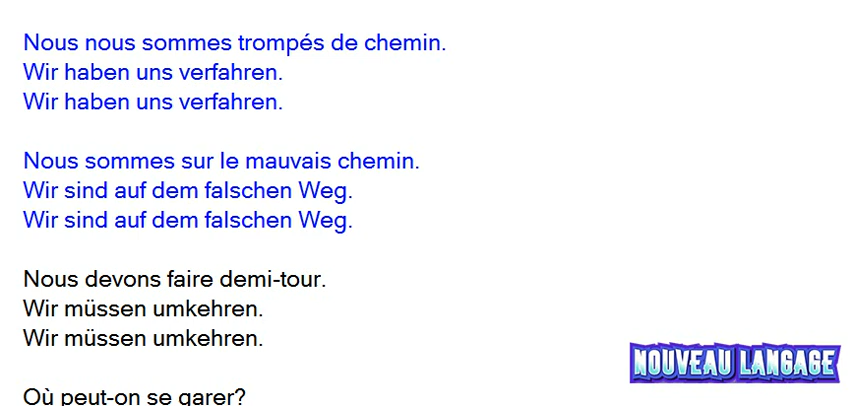 Nous nous sommes trompés de chemin.
Wir haben uns verfahren.
Wir haben uns verfahren.
Nous sommes sur le mauvais chemin.
Wir sind auf dem falschen Weg.
Wir sind auf dem falschen Weg.
Nous devons faire demi-tour.
Wir müssen umkehren.
Wir müssen umkehren.
Où peut-on se garer?
NOUVEAU LANGAGE